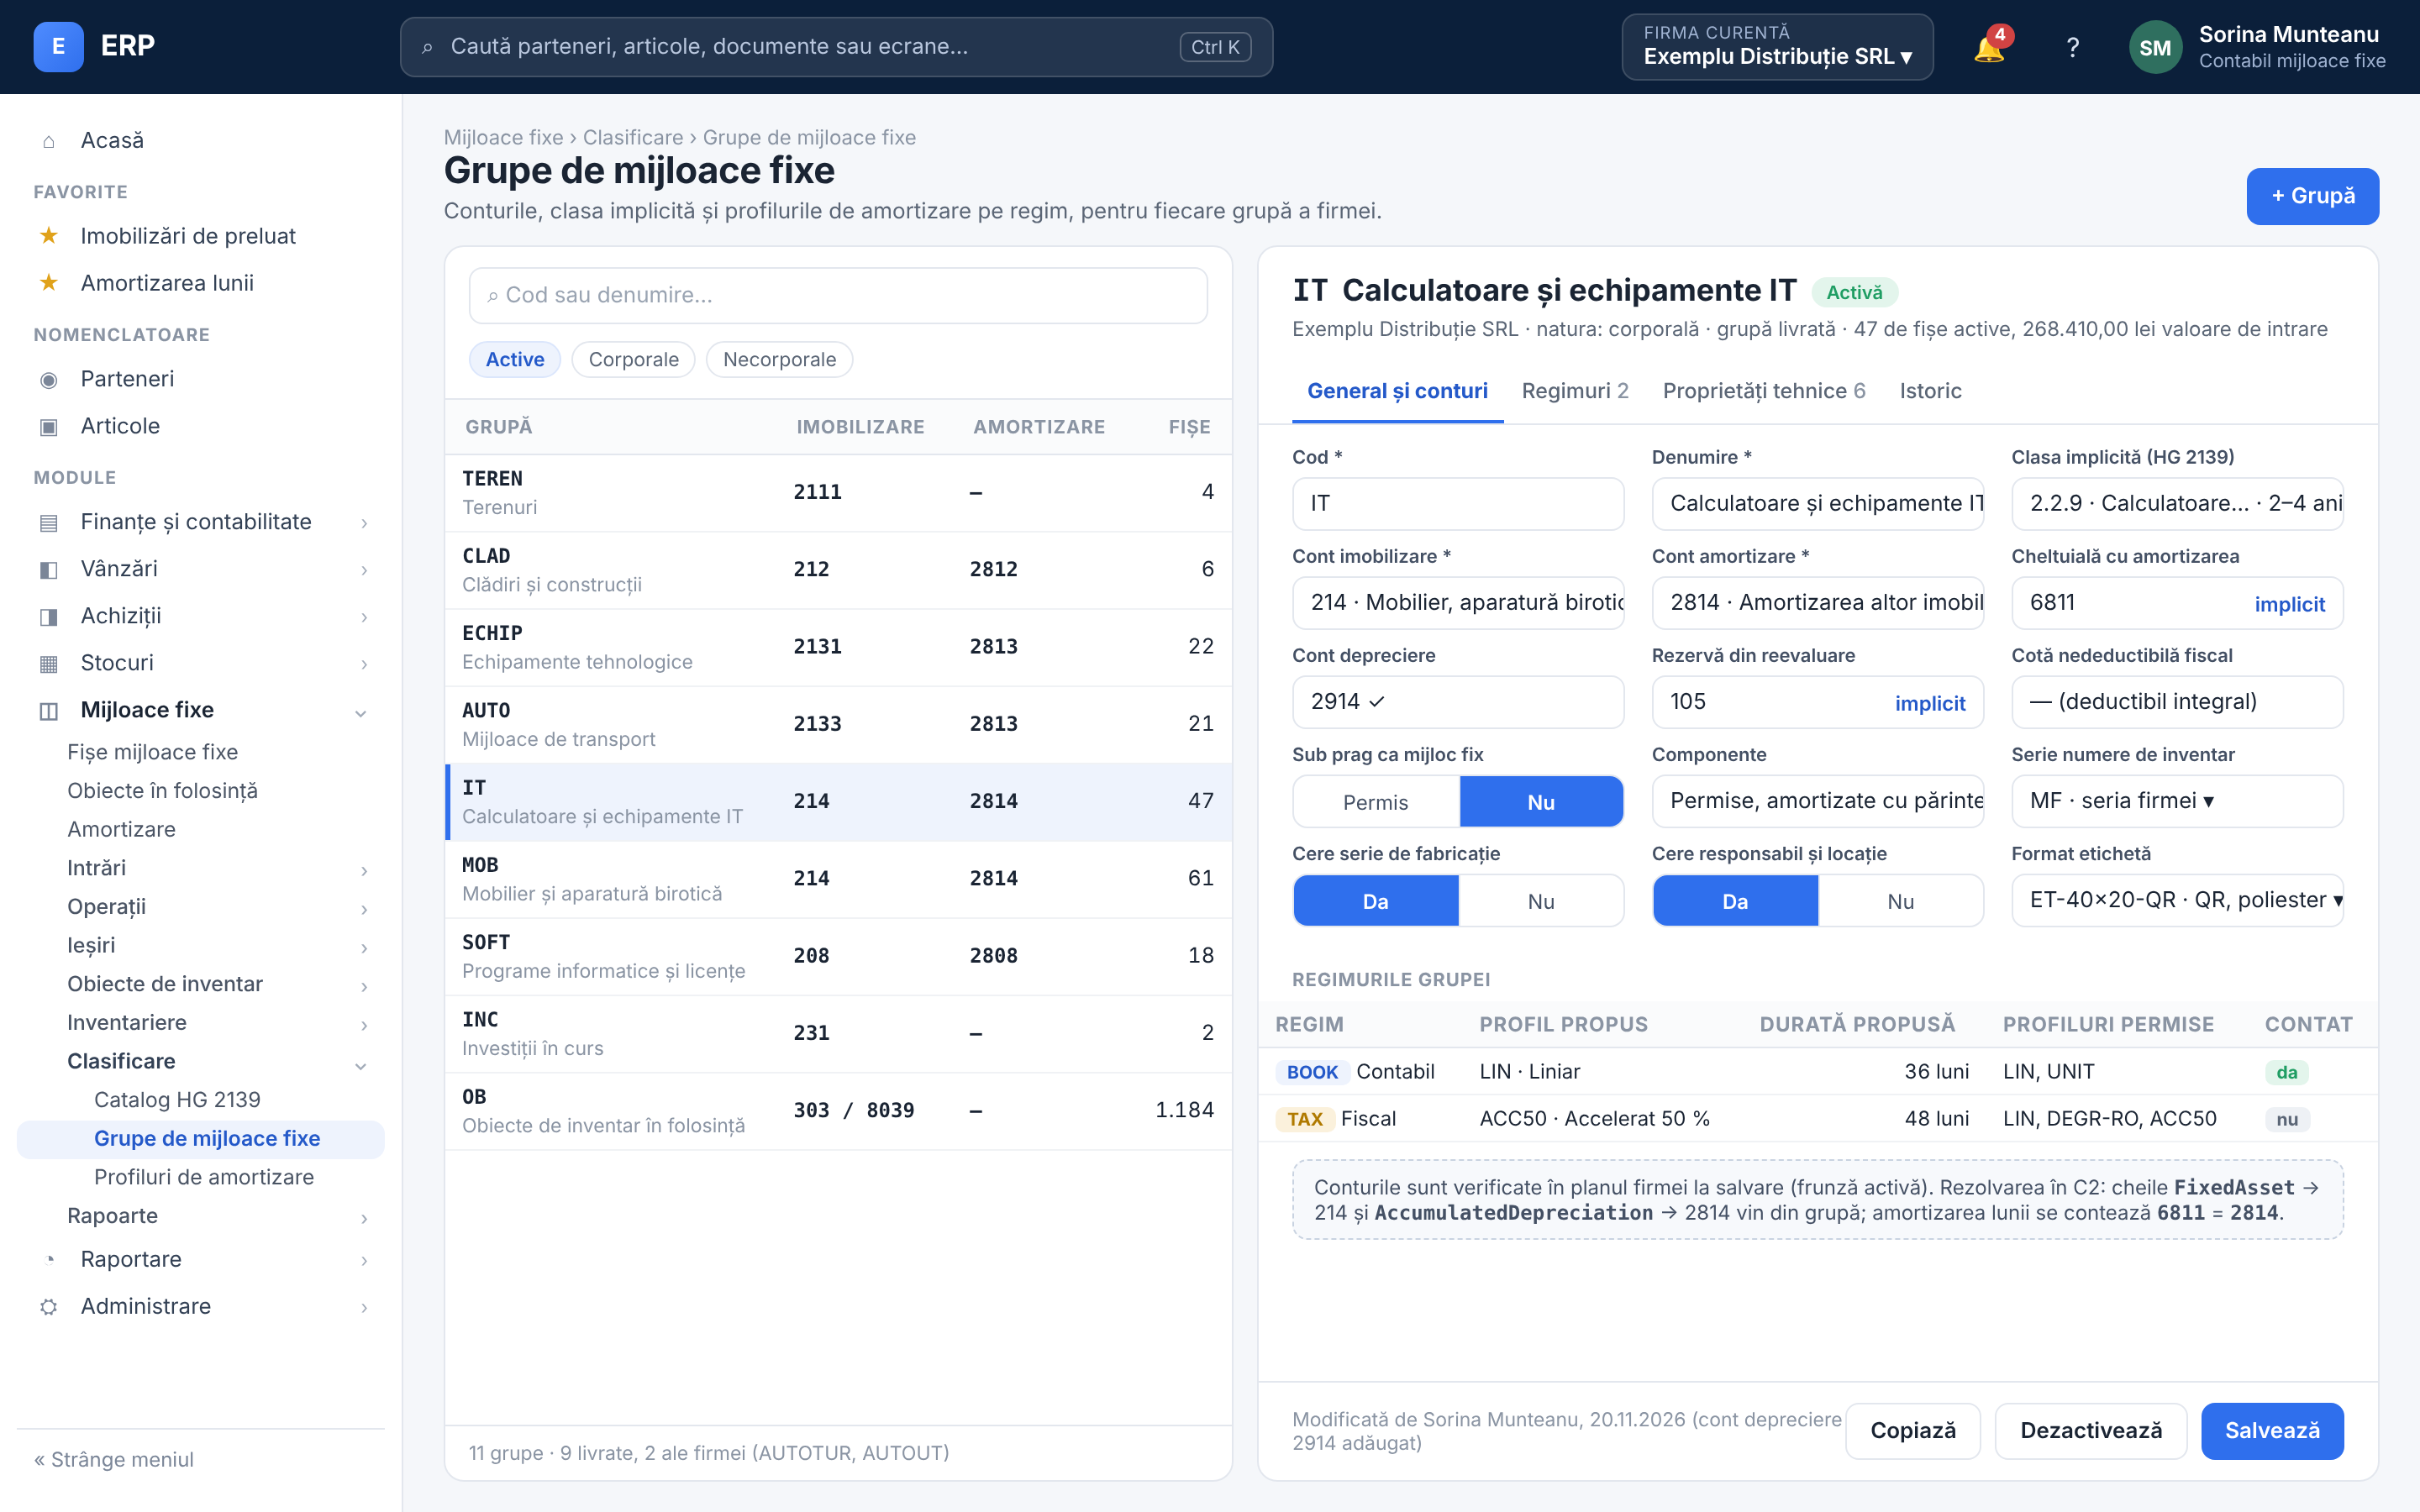 E ERP
Caută parteneri, articole, documente sau ecrane...
Ctrl K
FIRMA CURENTĂ
Exemplu Distribuție SRL ▾
4
?
SM
Sorina Munteanu
Contabil mijloace fixe
Acasă
FAVORITE
Imobilizări de preluat
Amortizarea lunii
NOMENCLATOARE
Parteneri
Articole
MODULE
Finanțe și contabilitate
Vânzări
Achiziții
Stocuri
Mijloace fixe
Fișe mijloace fixe
Obiecte în folosință
Amortizare
Intrări
Operații
Ieșiri
Obiecte de inventar
Inventariere
Clasificare
Catalog HG 2139
Grupe de mijloace fixe
Profiluri de amortizare
Rapoarte
Raportare
Administrare
« Strânge meniul
Mijloace fixe › Clasificare › Grupe de mijloace fixe
Grupe de mijloace fixe
Conturile, clasa implicită și profilurile de amortizare pe regim, pentru fiecare grupă a firmei.
+ Grupă
Cod sau denumire...
Active Corporale Necorporale
GRUPĂ IMOBILIZARE AMORTIZARE FIȘE
TEREN
Terenuri
2111 – 4
CLAD
Clădiri și construcții
212 2812 6
ECHIP
Echipamente tehnologice
2131 2813 22
AUTO
Mijloace de transport
2133 2813 21
IT
Calculatoare și echipamente IT
214 2814 47
MOB
Mobilier și aparatură birotică
214 2814 61
SOFT
Programe informatice și licențe
208 2808 18
INC
Investiții în curs
231 – 2
OB
Obiecte de inventar în folosință
303 / 8039 – 1.184
11 grupe · 9 livrate, 2 ale firmei (AUTOTUR, AUTOUT)
IT Calculatoare și echipamente IT Activă
Exemplu Distribuție SRL · natura: corporală · grupă livrată · 47 de fișe active, 268.410,00 lei valoare de intrare
General și conturi Regimuri 2 Proprietăți tehnice 6 Istoric
Cod * Denumire * Clasa implicită (HG 2139)
IT Calculatoare și echipamente IT 2.2.9 · Calculatoare... · 2–4 ani
Cont imobilizare * Cont amortizare * Cheltuială cu amortizarea
214 · Mobilier, aparatură birotic 2814 · Amortizarea altor imobil 6811 implicit
Cont depreciere Rezervă din reevaluare Cotă nedeductibilă fiscal
2914 ✓ 105 implicit — (deductibil integral)
Sub prag ca mijloc fix Componente Serie numere de inventar
Permis Nu Permise, amortizate cu părinte MF · seria firmei ▾
Cere serie de fabricație Cere responsabil și locație Format etichetă
Da Nu Da Nu ET-40×20-QR · QR, poliester ▾
REGIMURILE GRUPEI
REGIM PROFIL PROPUS DURATĂ PROPUSĂ PROFILURI PERMISE CONTAT
BOOK Contabil LIN · Liniar 36 luni LIN, UNIT da
TAX Fiscal ACC50 · Accelerat 50 % 48 luni LIN, DEGR-RO, ACC50 nu
Conturile sunt verificate în planul firmei la salvare (frunză activă). Rezolvarea în C2: cheile FixedAsset →
214 și AccumulatedDepreciation → 2814 vin din grupă; amortizarea lunii se contează 6811 = 2814.
Modificată de Sorina Munteanu, 20.11.2026 (cont depreciere
2914 adăugat)
Copiază Dezactivează Salvează